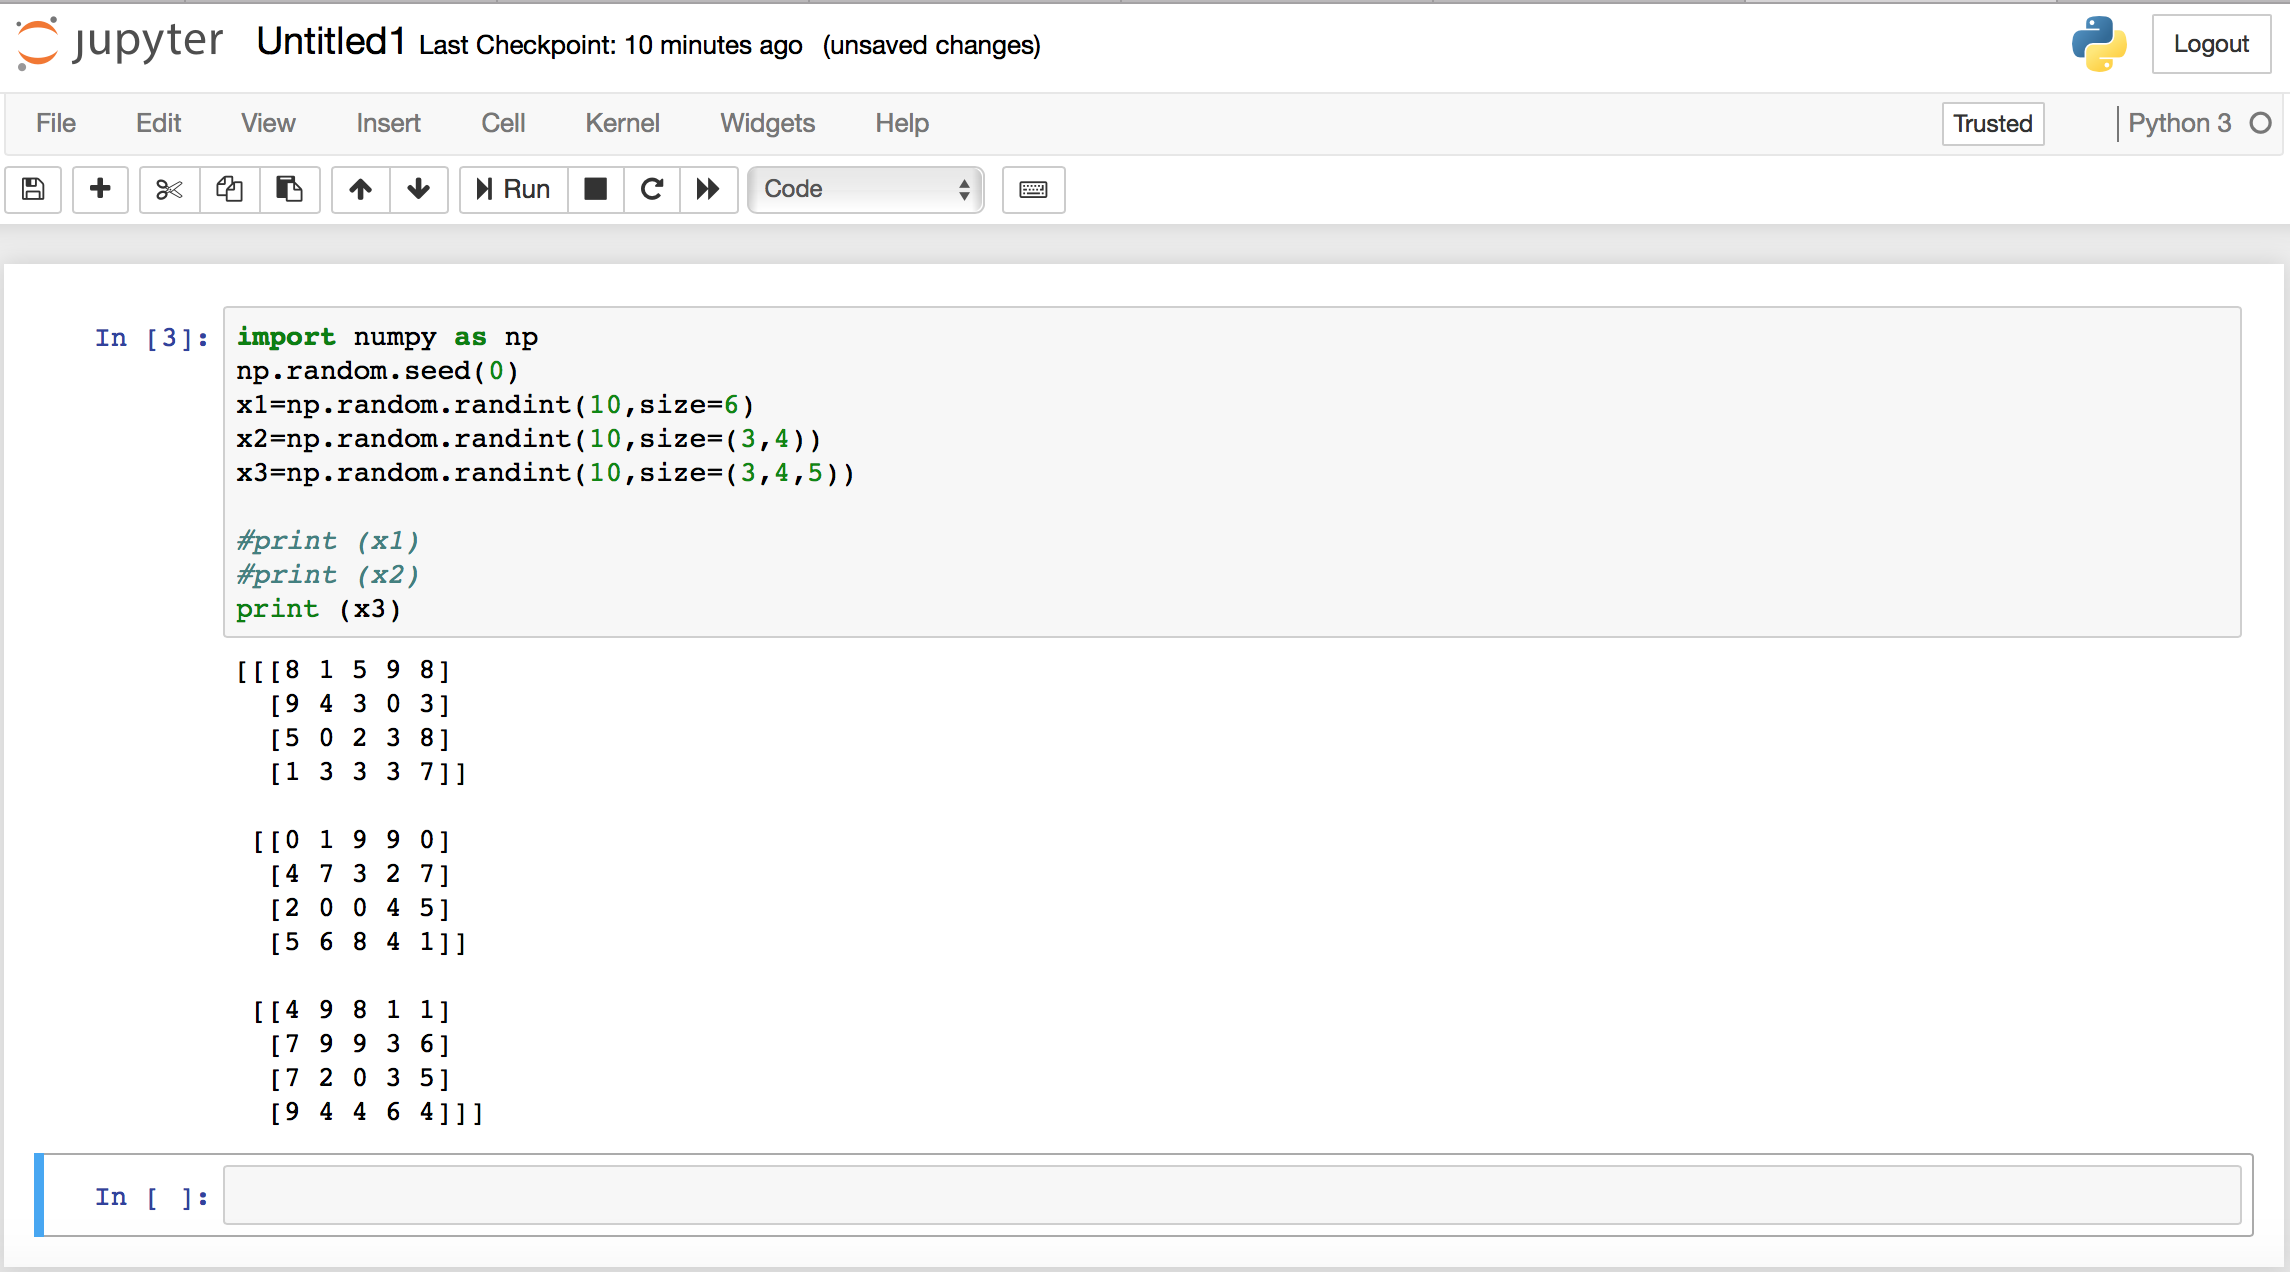 jupyter Untitled1 Last Checkpoint: 10 minutes ago (unsaved changes) Logout
File Edit View Insert Cell Kernel Widgets Help Trusted Python 3
Run Code
In [3]: import numpy as np
np.random.seed(0)
x1=np.random.randint(10,size=6)
x2=np.random.randint(10,size=(3,4))
x3=np.random.randint(10,size=(3,4,5))
#print (x1)
#print (x2)
print (x3)
[[[8 1 5 9 8]
[9 4 3 0 3]
[5 0 2 3 8]
[1 3 3 3 7]]
[[0 1 9 9 0]
[4 7 3 2 7]
[2 0 0 4 5]
[5 6 8 4 1]]
[[4 9 8 1 1]
[7 9 9 3 6]
[7 2 0 3 5]
[9 4 4 6 4]]]
In [ ]: